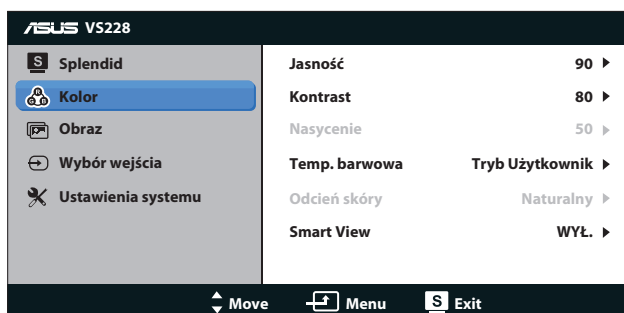 ASUS VS228
S Splendid
Kolor
Obraz
Wybór wejścia
Ustawienia systemu
Jasność 90
Kontrast 80
Nasycenie 50
Temp. barwowa Tryb Użytkownik
Odcień skóry Naturalny
Smart View WYŁ.
Move Menu S Exit